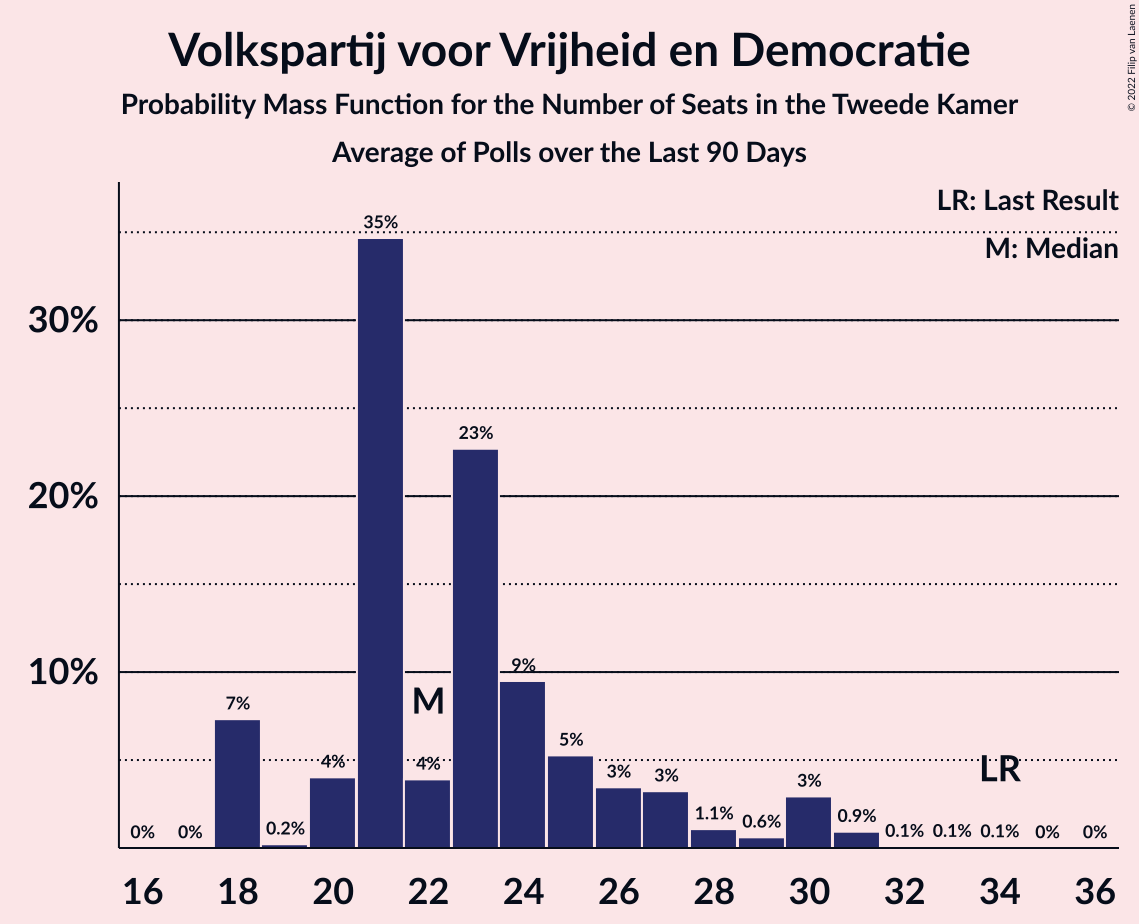 Volkspartij voor Vrijheid en Democratie
Probability Mass Function for the Number of Seats in the Tweede Kamer
Average of Polls over the Last 90 Days
© 2022 Filip van Laenen
LR: Last Result
M: Median
30%
20%
10%
0%
0%
7%
0.2%
4%
35%
4%
23%
9%
5%
3%
3%
1.1%
0.6%
3%
0.9%
0.1%
0.1%
0.1%
0%
0%
M
LR
16 18 20 22 24 26 28 30 32 34 36